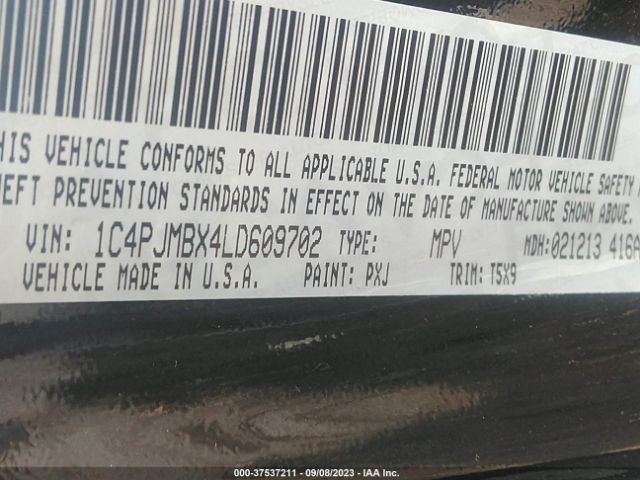 THIS VEHICLE CONFORMS TO ALL APPLICABLE U.S.A. FEDERAL MOTOR VEHICLE SAFETY
THEFT PREVENTION STANDARDS IN EFFECT ON THE DATE OF MANUFACTURE SHOWN ABOVE.
VIN: 1C4PJMBX4LD609702 TYPE: MPV MDH:021213 416A
VEHICLE MADE IN U.S.A. PAINT: PXJ TRIM: T5X9
000-37537211 - 09/08/2023 - IAA Inc.